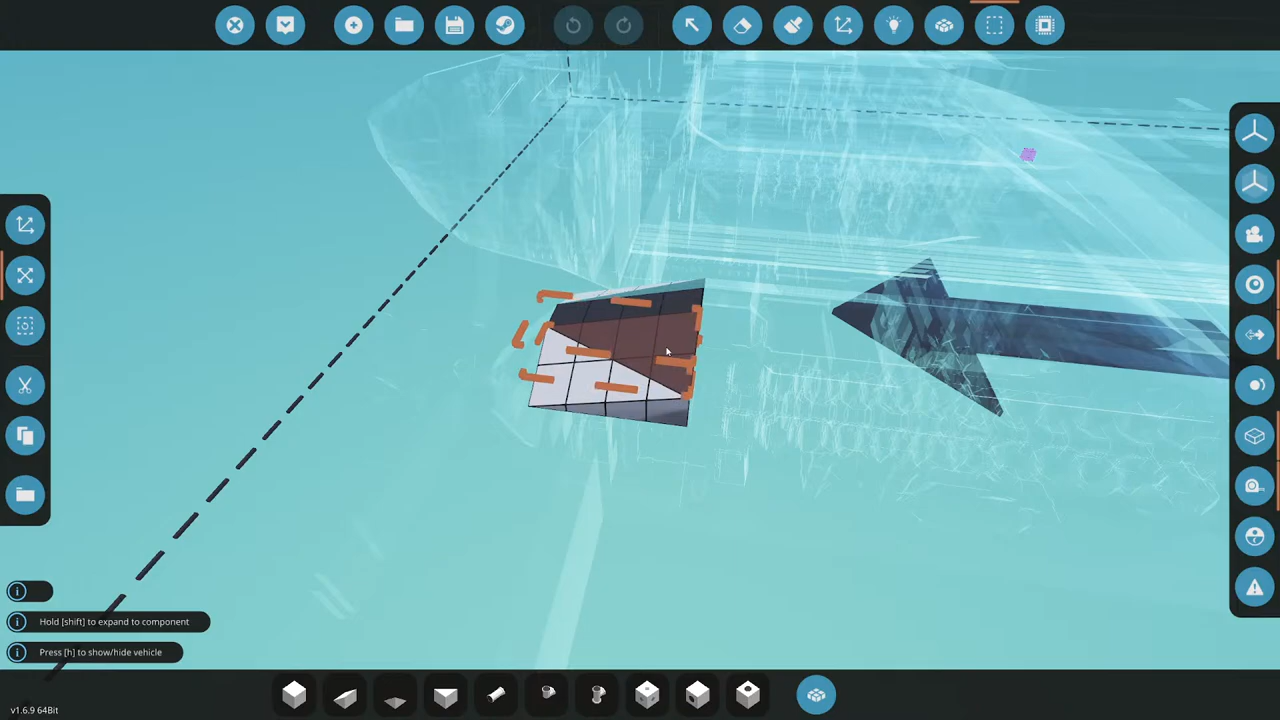 Hold [shift] to expand to component
Press [h] to show/hide vehicle
v1.6.9 64Bit